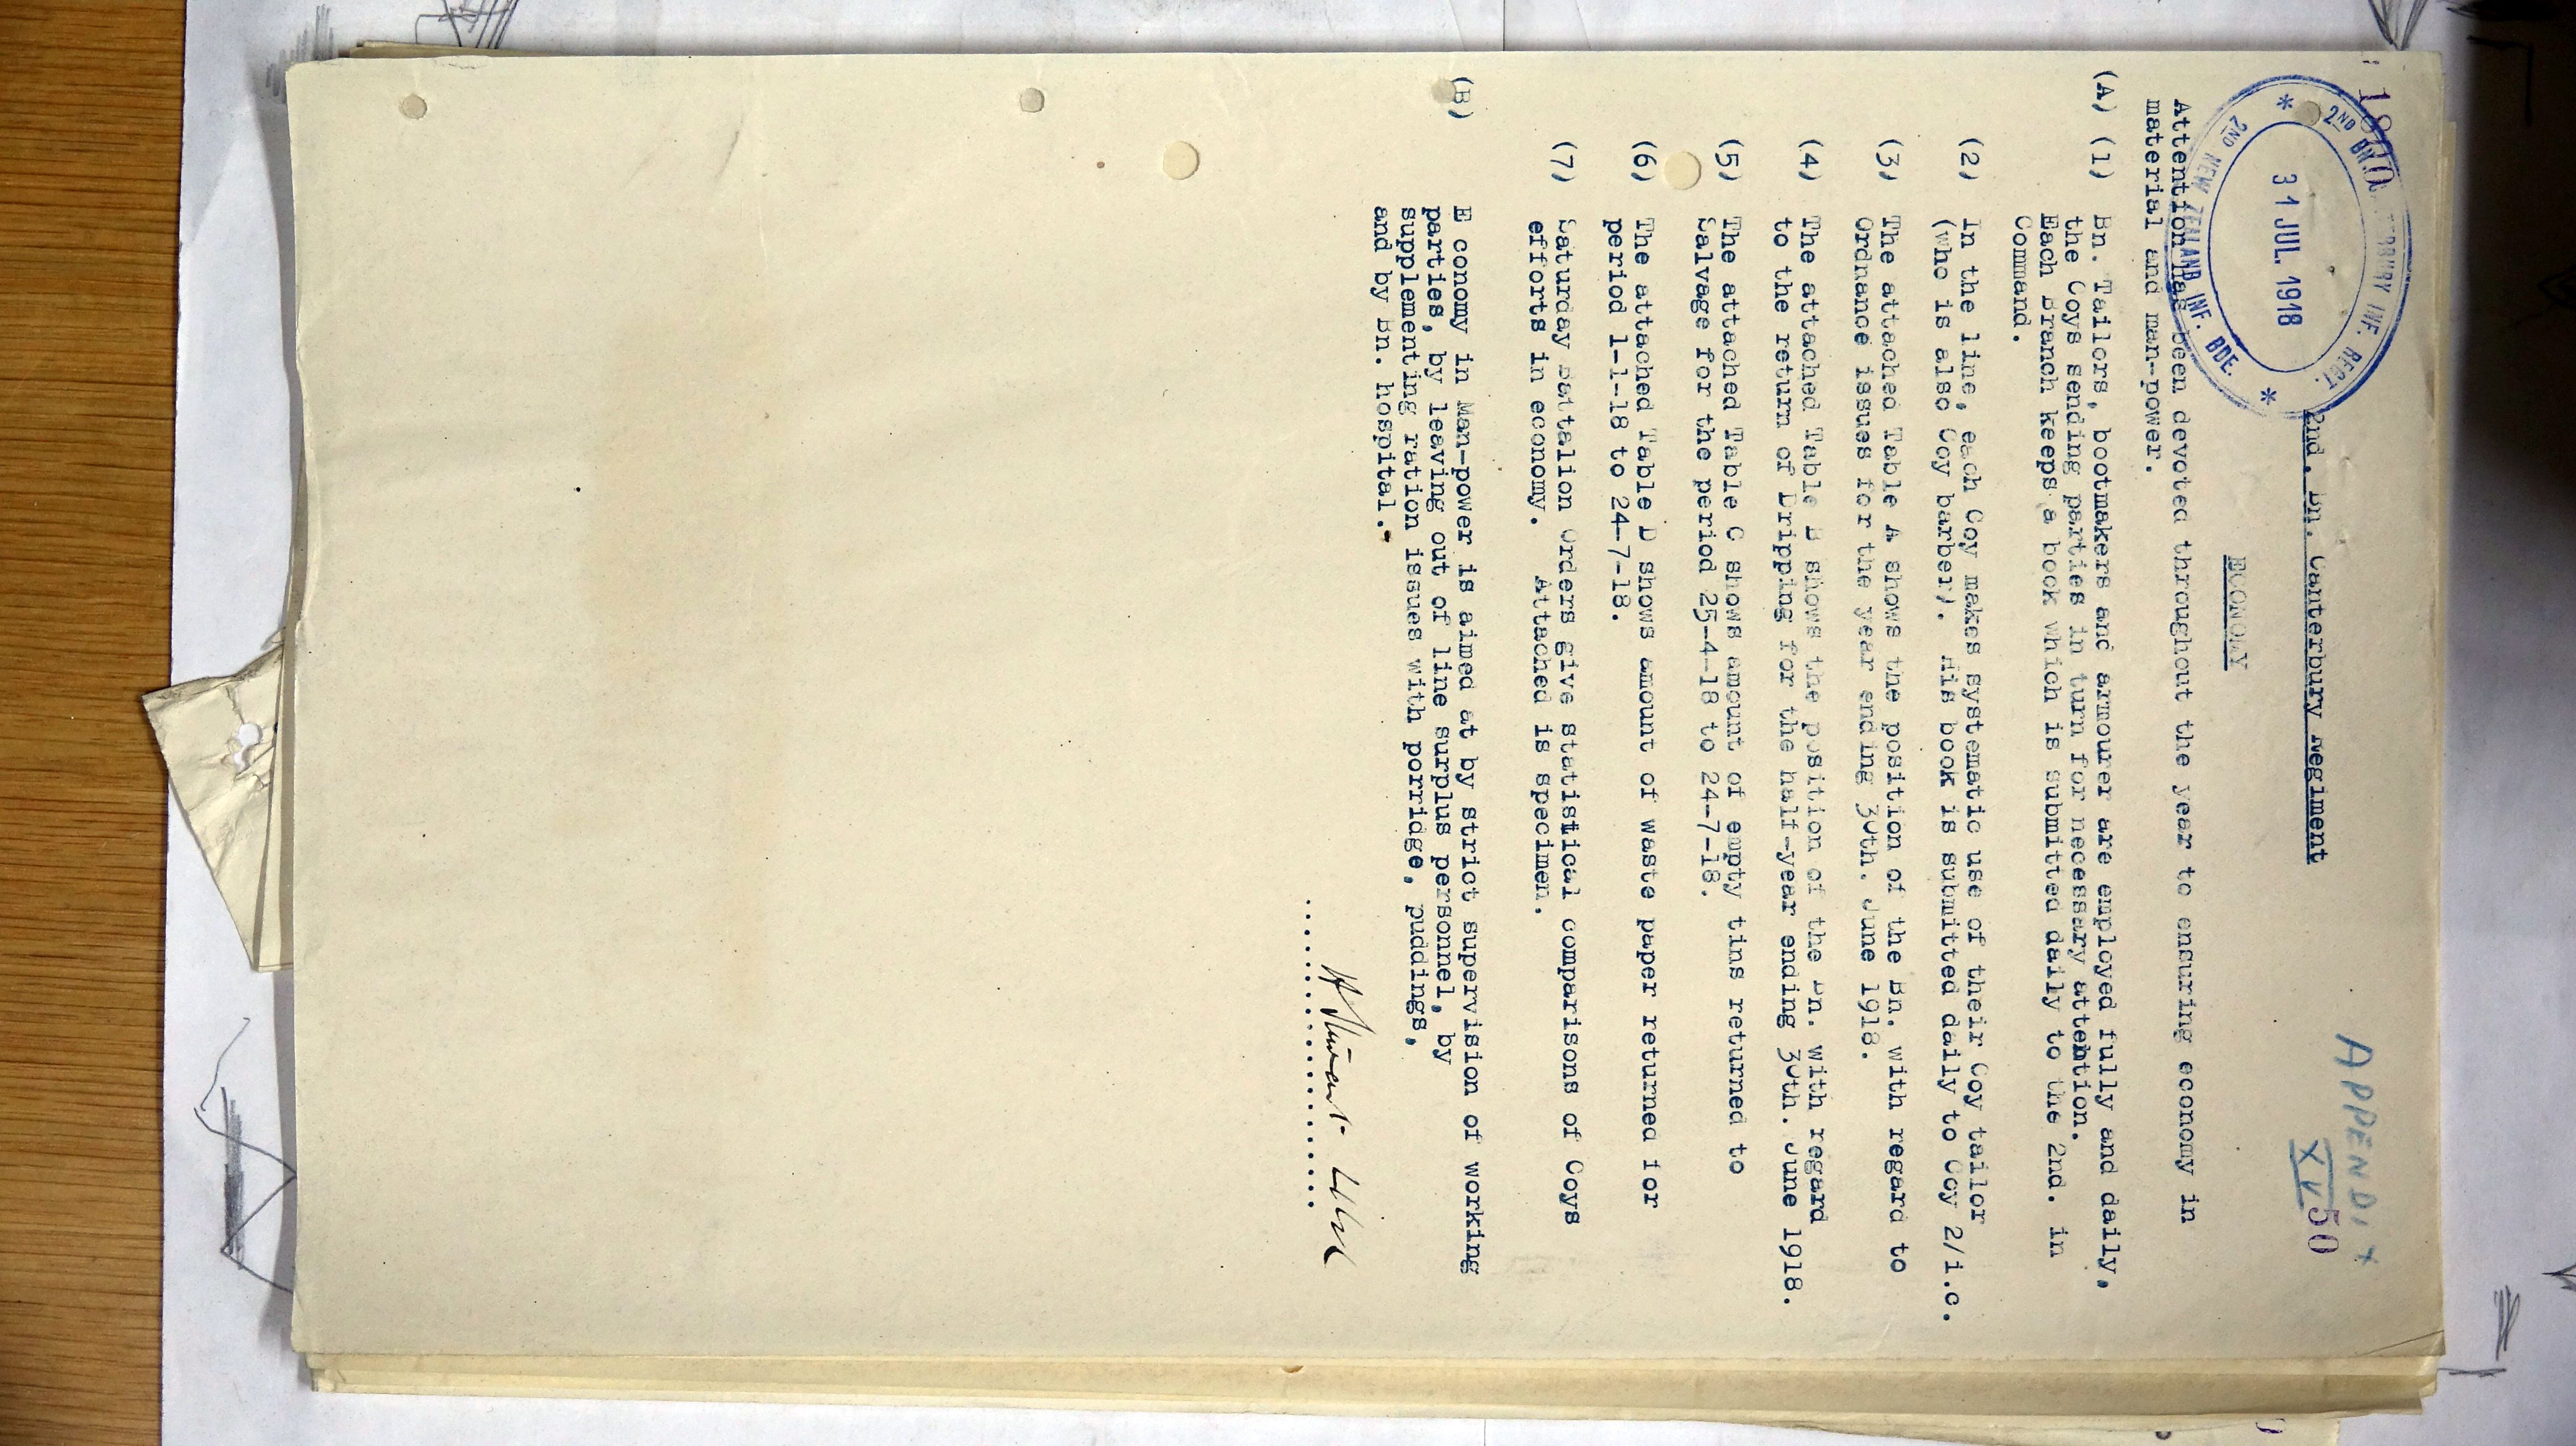 APPENDIX
XV
50
2ND BN. CANTERBURY INF. REGT.
31 JUL. 1918
2ND NEW ZEALAND INF. BDE.
2nd. Bn. Canterbury Regiment
ECONOMY
Attention has been devoted throughout the year to ensuring economy in
material and man-power.
(A) (1) Bn. Tailors, bootmakers and armourer are employed fully and daily,
the Coys sending parties in turn for necessary attention.
Each Branch keeps a book which is submitted daily to the 2nd. in
Command.
(2) In the line, each Coy makes systematic use of their Coy tailor
(who is also Coy barber). His book is submitted daily to Coy 2/i.c.
(3) The attached Table A shows the position of the Bn. with regard to
Ordnance issues for the year ending 30th. June 1918.
(4) The attached Table B shows the position of the Bn. with regard
to the return of Dripping for the half-year ending 30th. June 1918.
(5) The attached Table C shows amount of empty tins returned to
Salvage for the period 25-4-18 to 24-7-18.
(6) The attached Table D shows amount of waste paper returned for
period 1-1-18 to 24-7-18.
(7) Saturday Battalion Orders give statistical comparisons of Coys
efforts in economy. Attached is specimen.
(B) E conomy in Man-power is aimed at by strict supervision of working
parties, by leaving out of line surplus personnel, by
supplementing ration issues with porridge, puddings,
and by Bn. hospital.